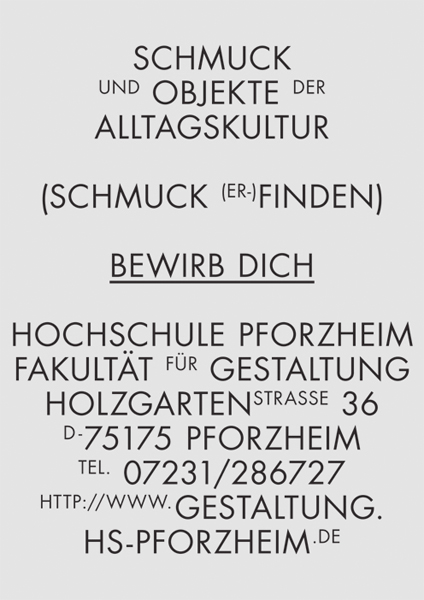 SCHMUCK
UND OBJEKTE DER
ALLTAGSKULTUR
(SCHMUCK (ER-)FINDEN)
BEWIRB DICH
HOCHSCHULE PFORZHEIM
FAKULTÄT FÜR GESTALTUNG
HOLZGARTENSTRASSE 36
D-75175 PFORZHEIM
TEL. 07231/286727
HTTP://WWW.GESTALTUNG.
HS-PFORZHEIM.DE